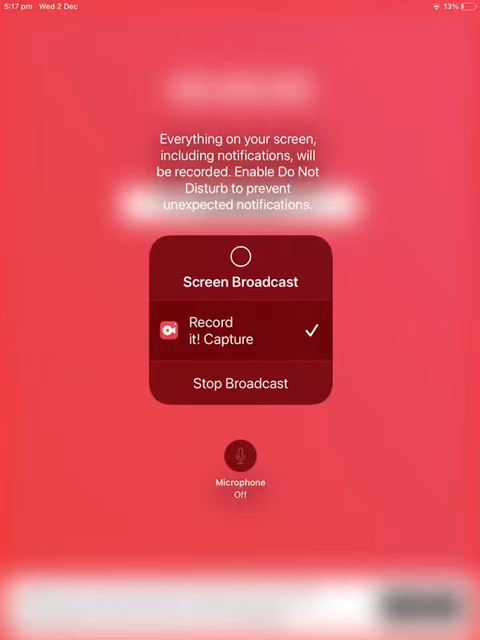 5:17 pm Wed 2 Dec
13%
Everything on your screen,
including notifications, will
be recorded. Enable Do Not
Disturb to prevent
unexpected notifications.
Screen Broadcast
Record
it! Capture
Stop Broadcast
Microphone
Off